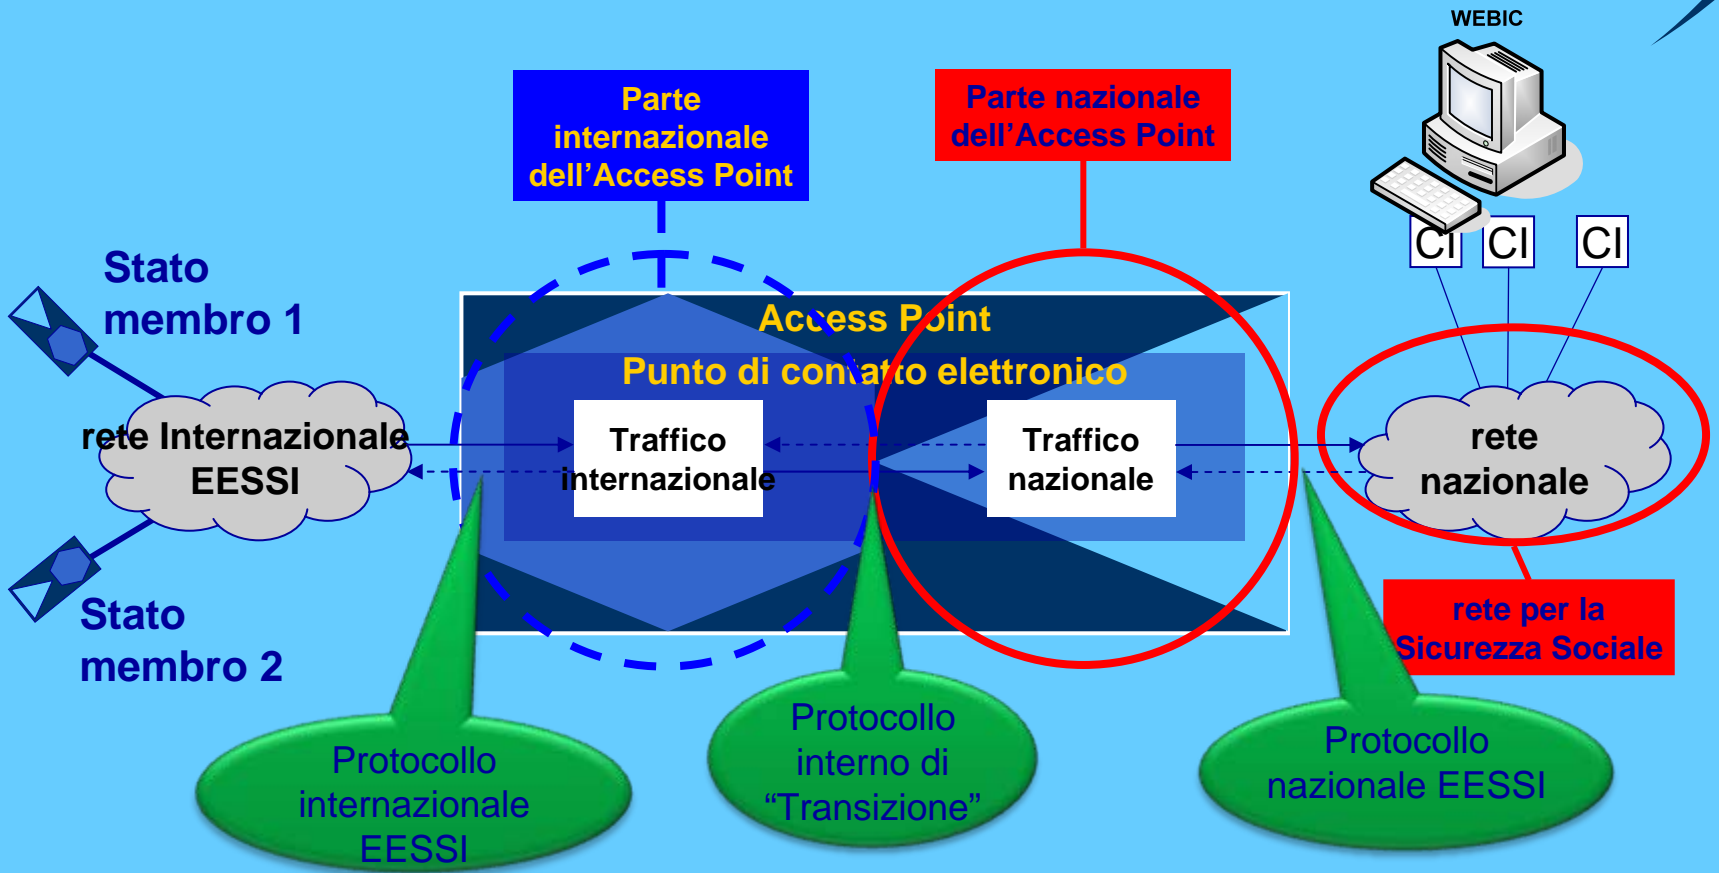 WEBIC
Parte
internazionale
dell’Access Point
Parte nazionale
dell’Access Point
CI
CI
CI
Stato
membro 1
Access Point
Punto di contatto elettronico
rete Internazionale
EESSI
Traffico
internazionale
Traffico
nazionale
rete
nazionale
Stato
membro 2
rete per la
Sicurezza Sociale
Protocollo
internazionale
EESSI
Protocollo
interno di
“Transizione”
Protocollo
nazionale EESSI